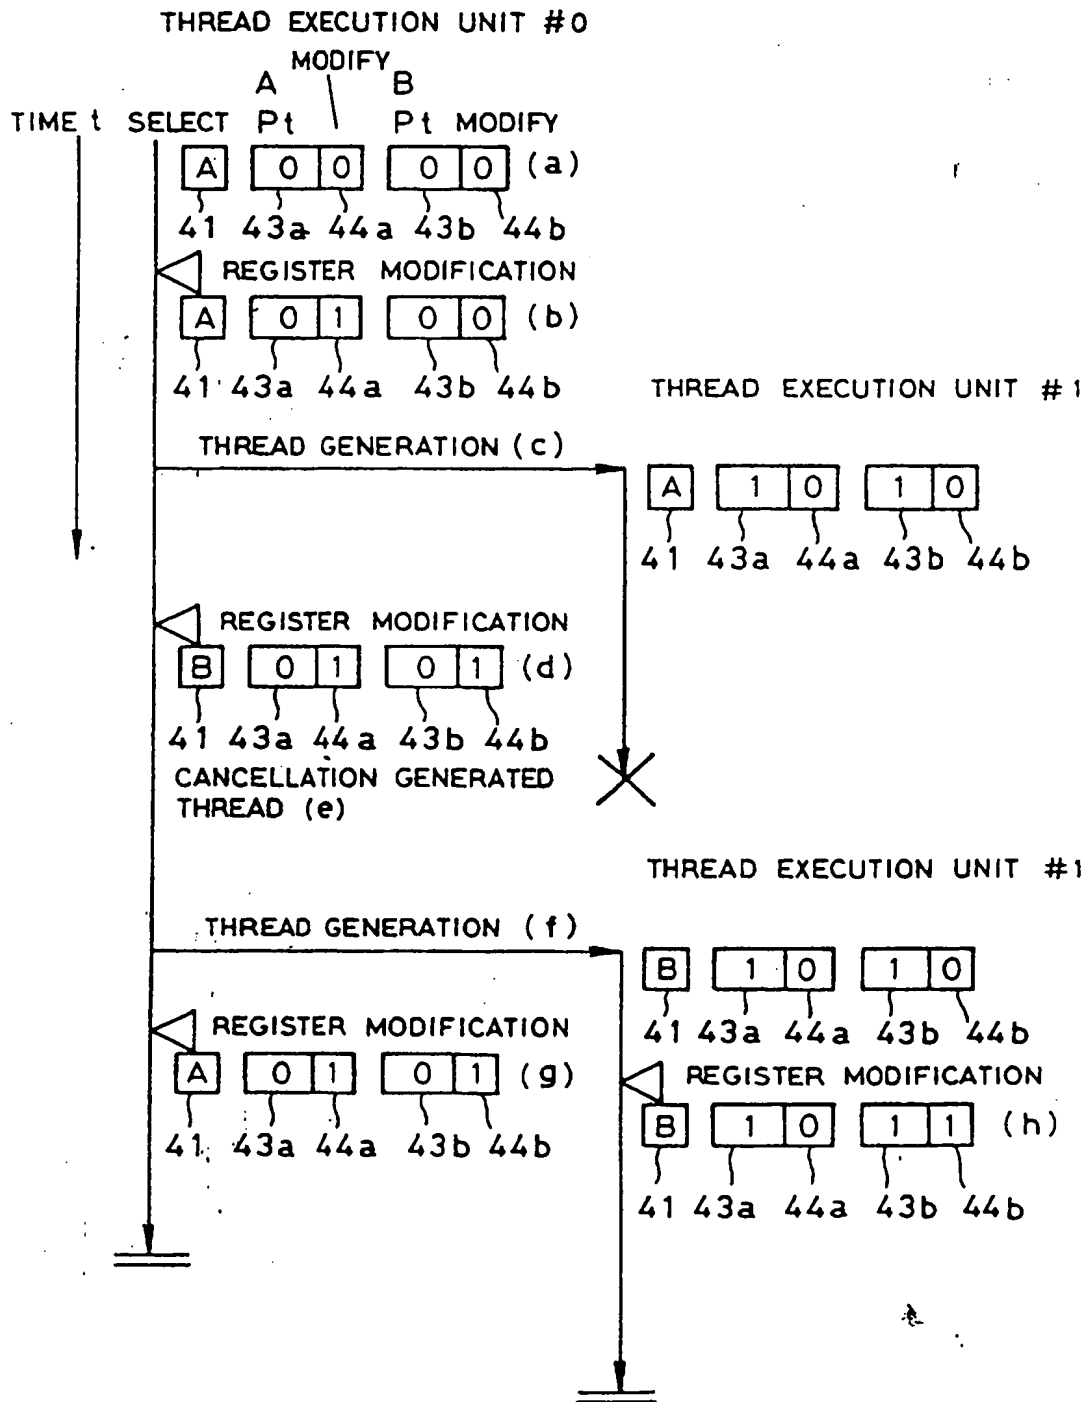 THREAD EXECUTION UNIT #0
MODIFY
A B
TIME t SELECT Pt Pt MODIFY
A 0 0 0 0 (a)
41 43a 44a 43b 44b
REGISTER MODIFICATION
A 0 1 0 0 (b)
41 43a 44a 43b 44b
THREAD EXECUTION UNIT #1
THREAD GENERATION (c)
A 1 0 1 0
41 43a 44a 43b 44b
REGISTER MODIFICATION
B 0 1 0 1 (d)
41 43a 44a 43b 44b
CANCELLATION GENERATED
THREAD (e)
THREAD EXECUTION UNIT #1
THREAD GENERATION (f)
B 1 0 1 0
41 43a 44a 43b 44b
REGISTER MODIFICATION
A 0 1 0 1 (g)
41 43a 44a 43b 44b
REGISTER MODIFICATION
B 1 0 1 1 (h)
41 43a 44a 43b 44b